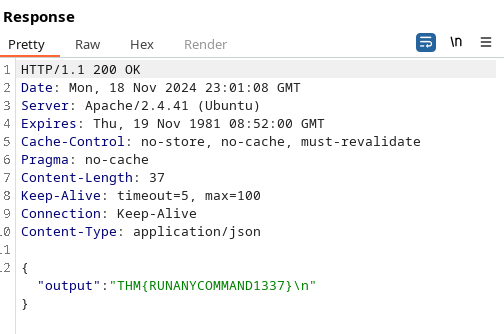 Response
Pretty Raw Hex Render \n
1 HTTP/1.1 200 OK
2 Date: Mon, 18 Nov 2024 23:01:08 GMT
3 Server: Apache/2.4.41 (Ubuntu)
4 Expires: Thu, 19 Nov 1981 08:52:00 GMT
5 Cache-Control: no-store, no-cache, must-revalidate
6 Pragma: no-cache
7 Content-Length: 37
8 Keep-Alive: timeout=5, max=100
9 Connection: Keep-Alive
10 Content-Type: application/json
11
12 {
"output":"THM{RUNANYCOMMAND1337}\n"
}